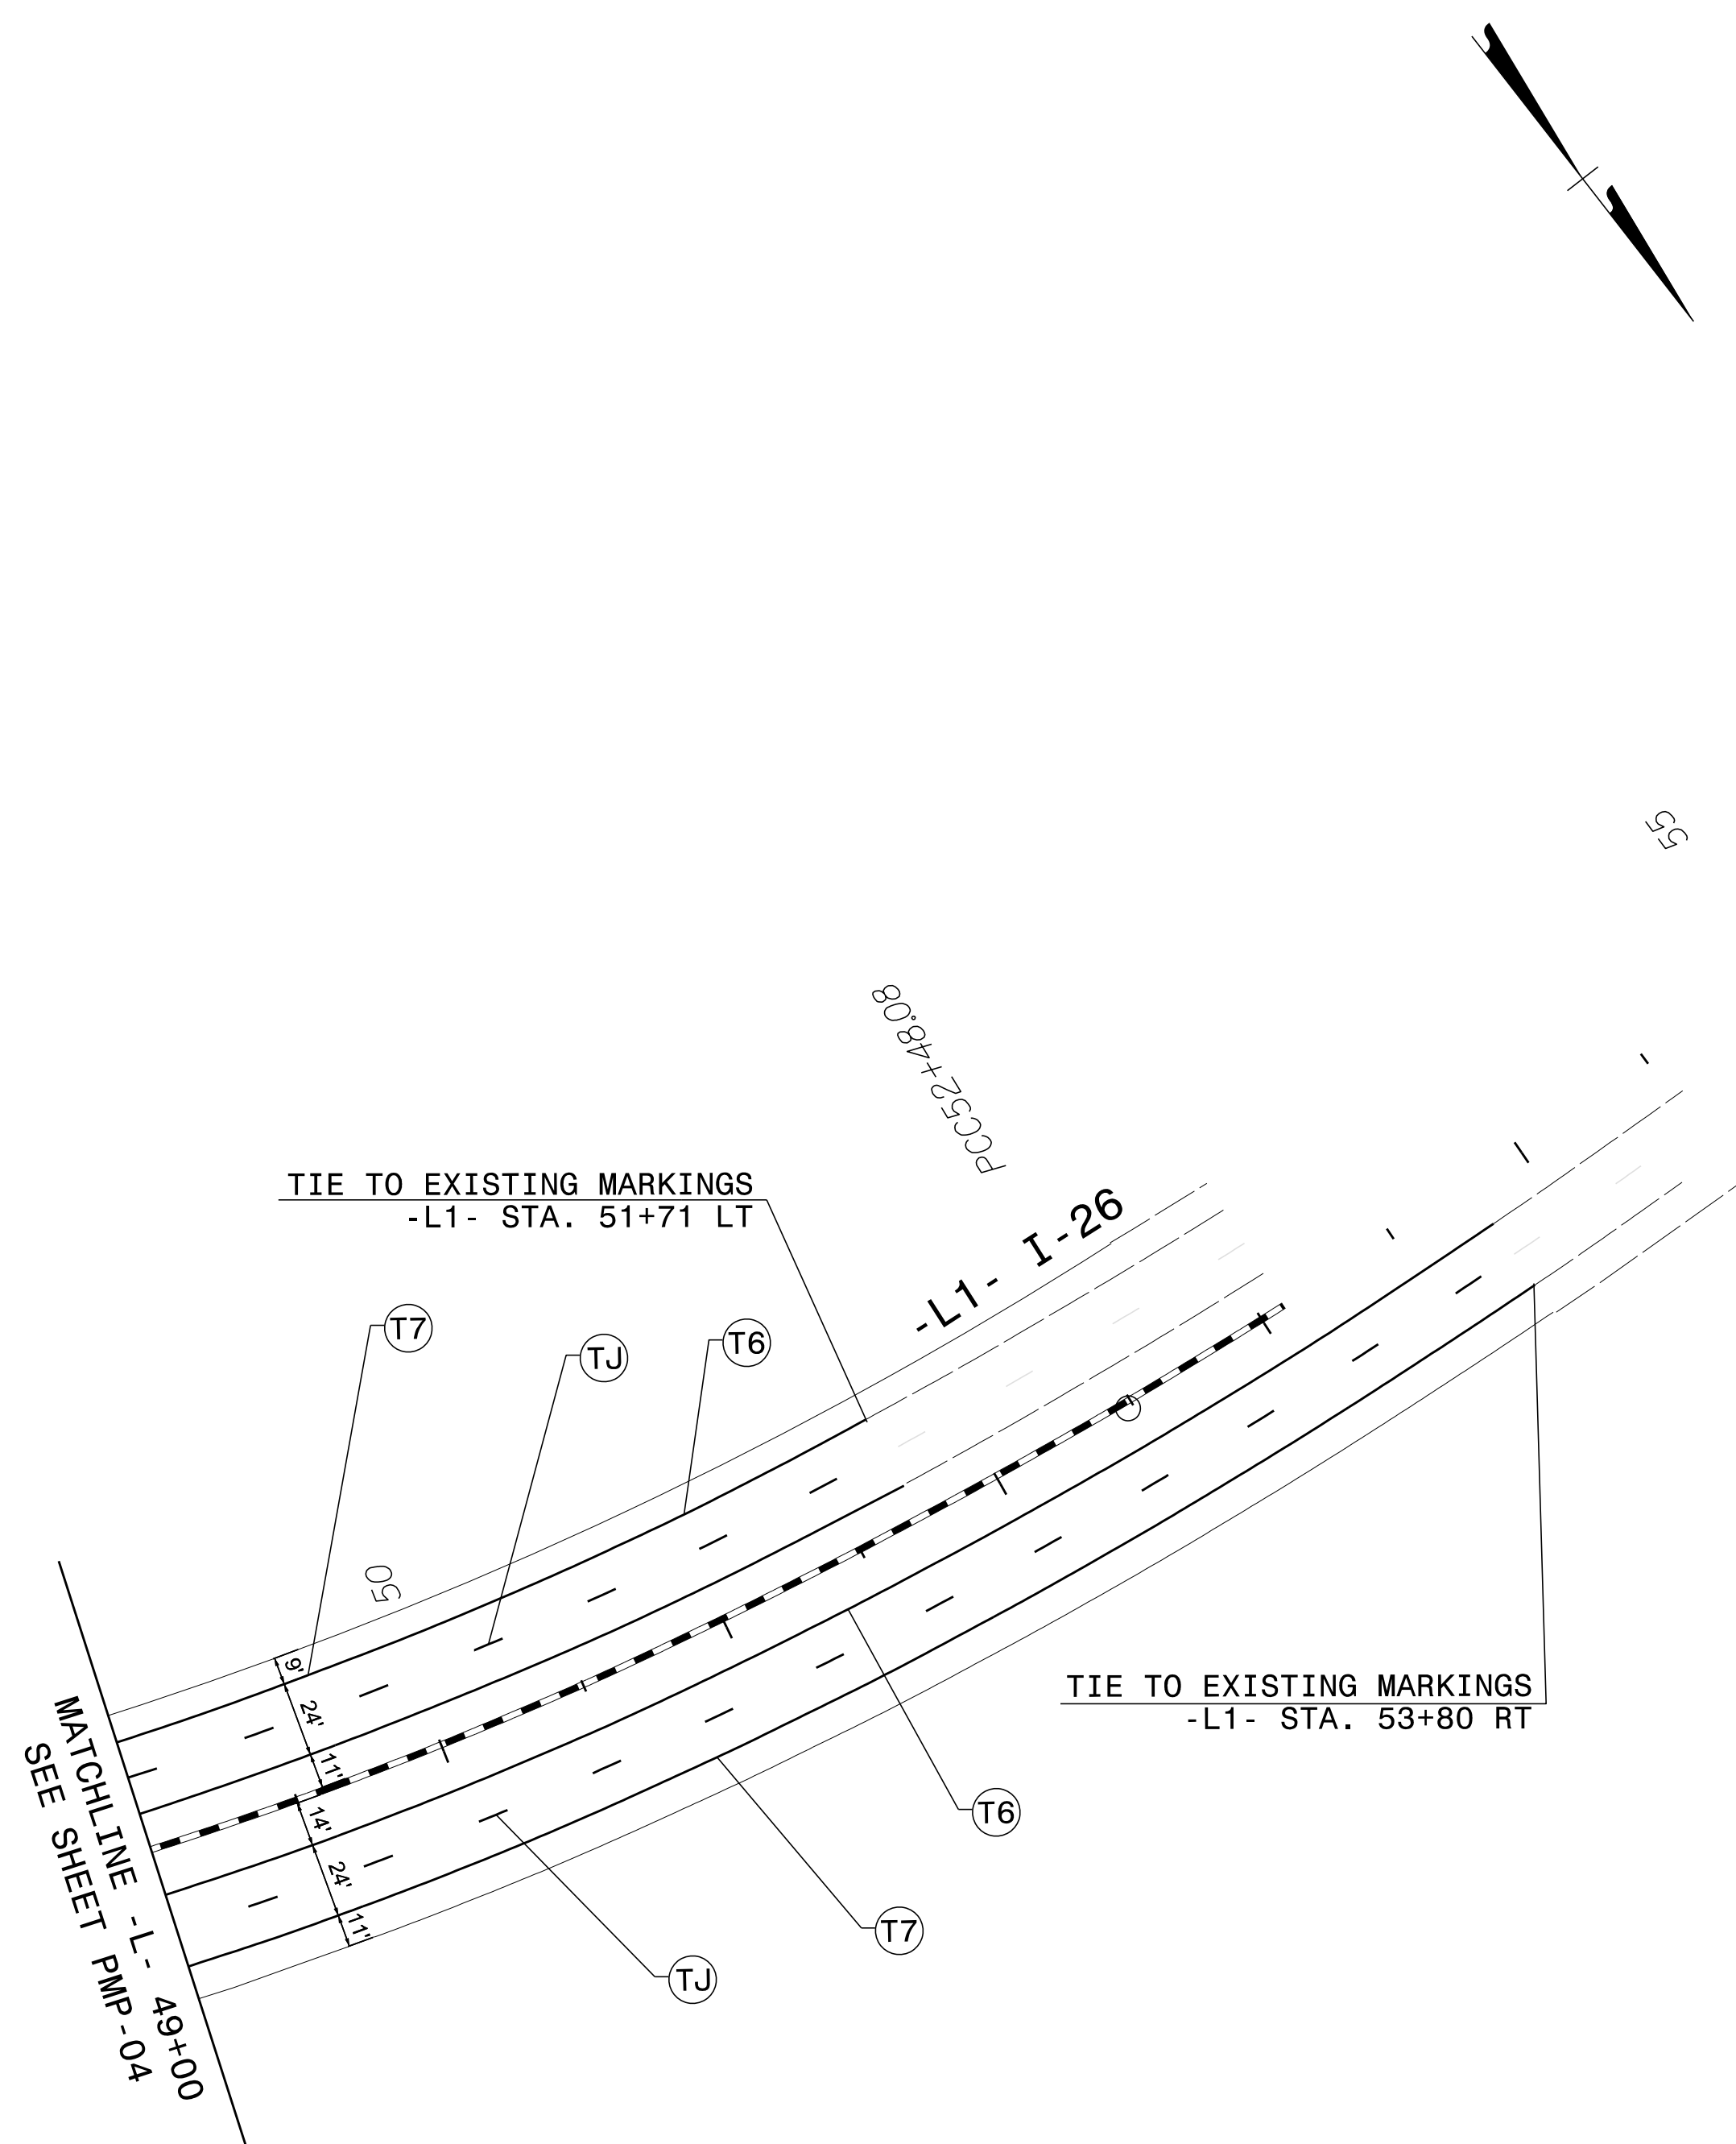 55
PCC52+48.08
TIE TO EXISTING MARKINGS
-L1- STA. 51+71 LT
-L1- I-26
T7
TJ
T6
50
9'
24'
11'
14'
24'
11'
MATCHLINE -L- 49+00
SEE SHEET PMP-04
TIE TO EXISTING MARKINGS
-L1- STA. 53+80 RT
T6
T7
TJ